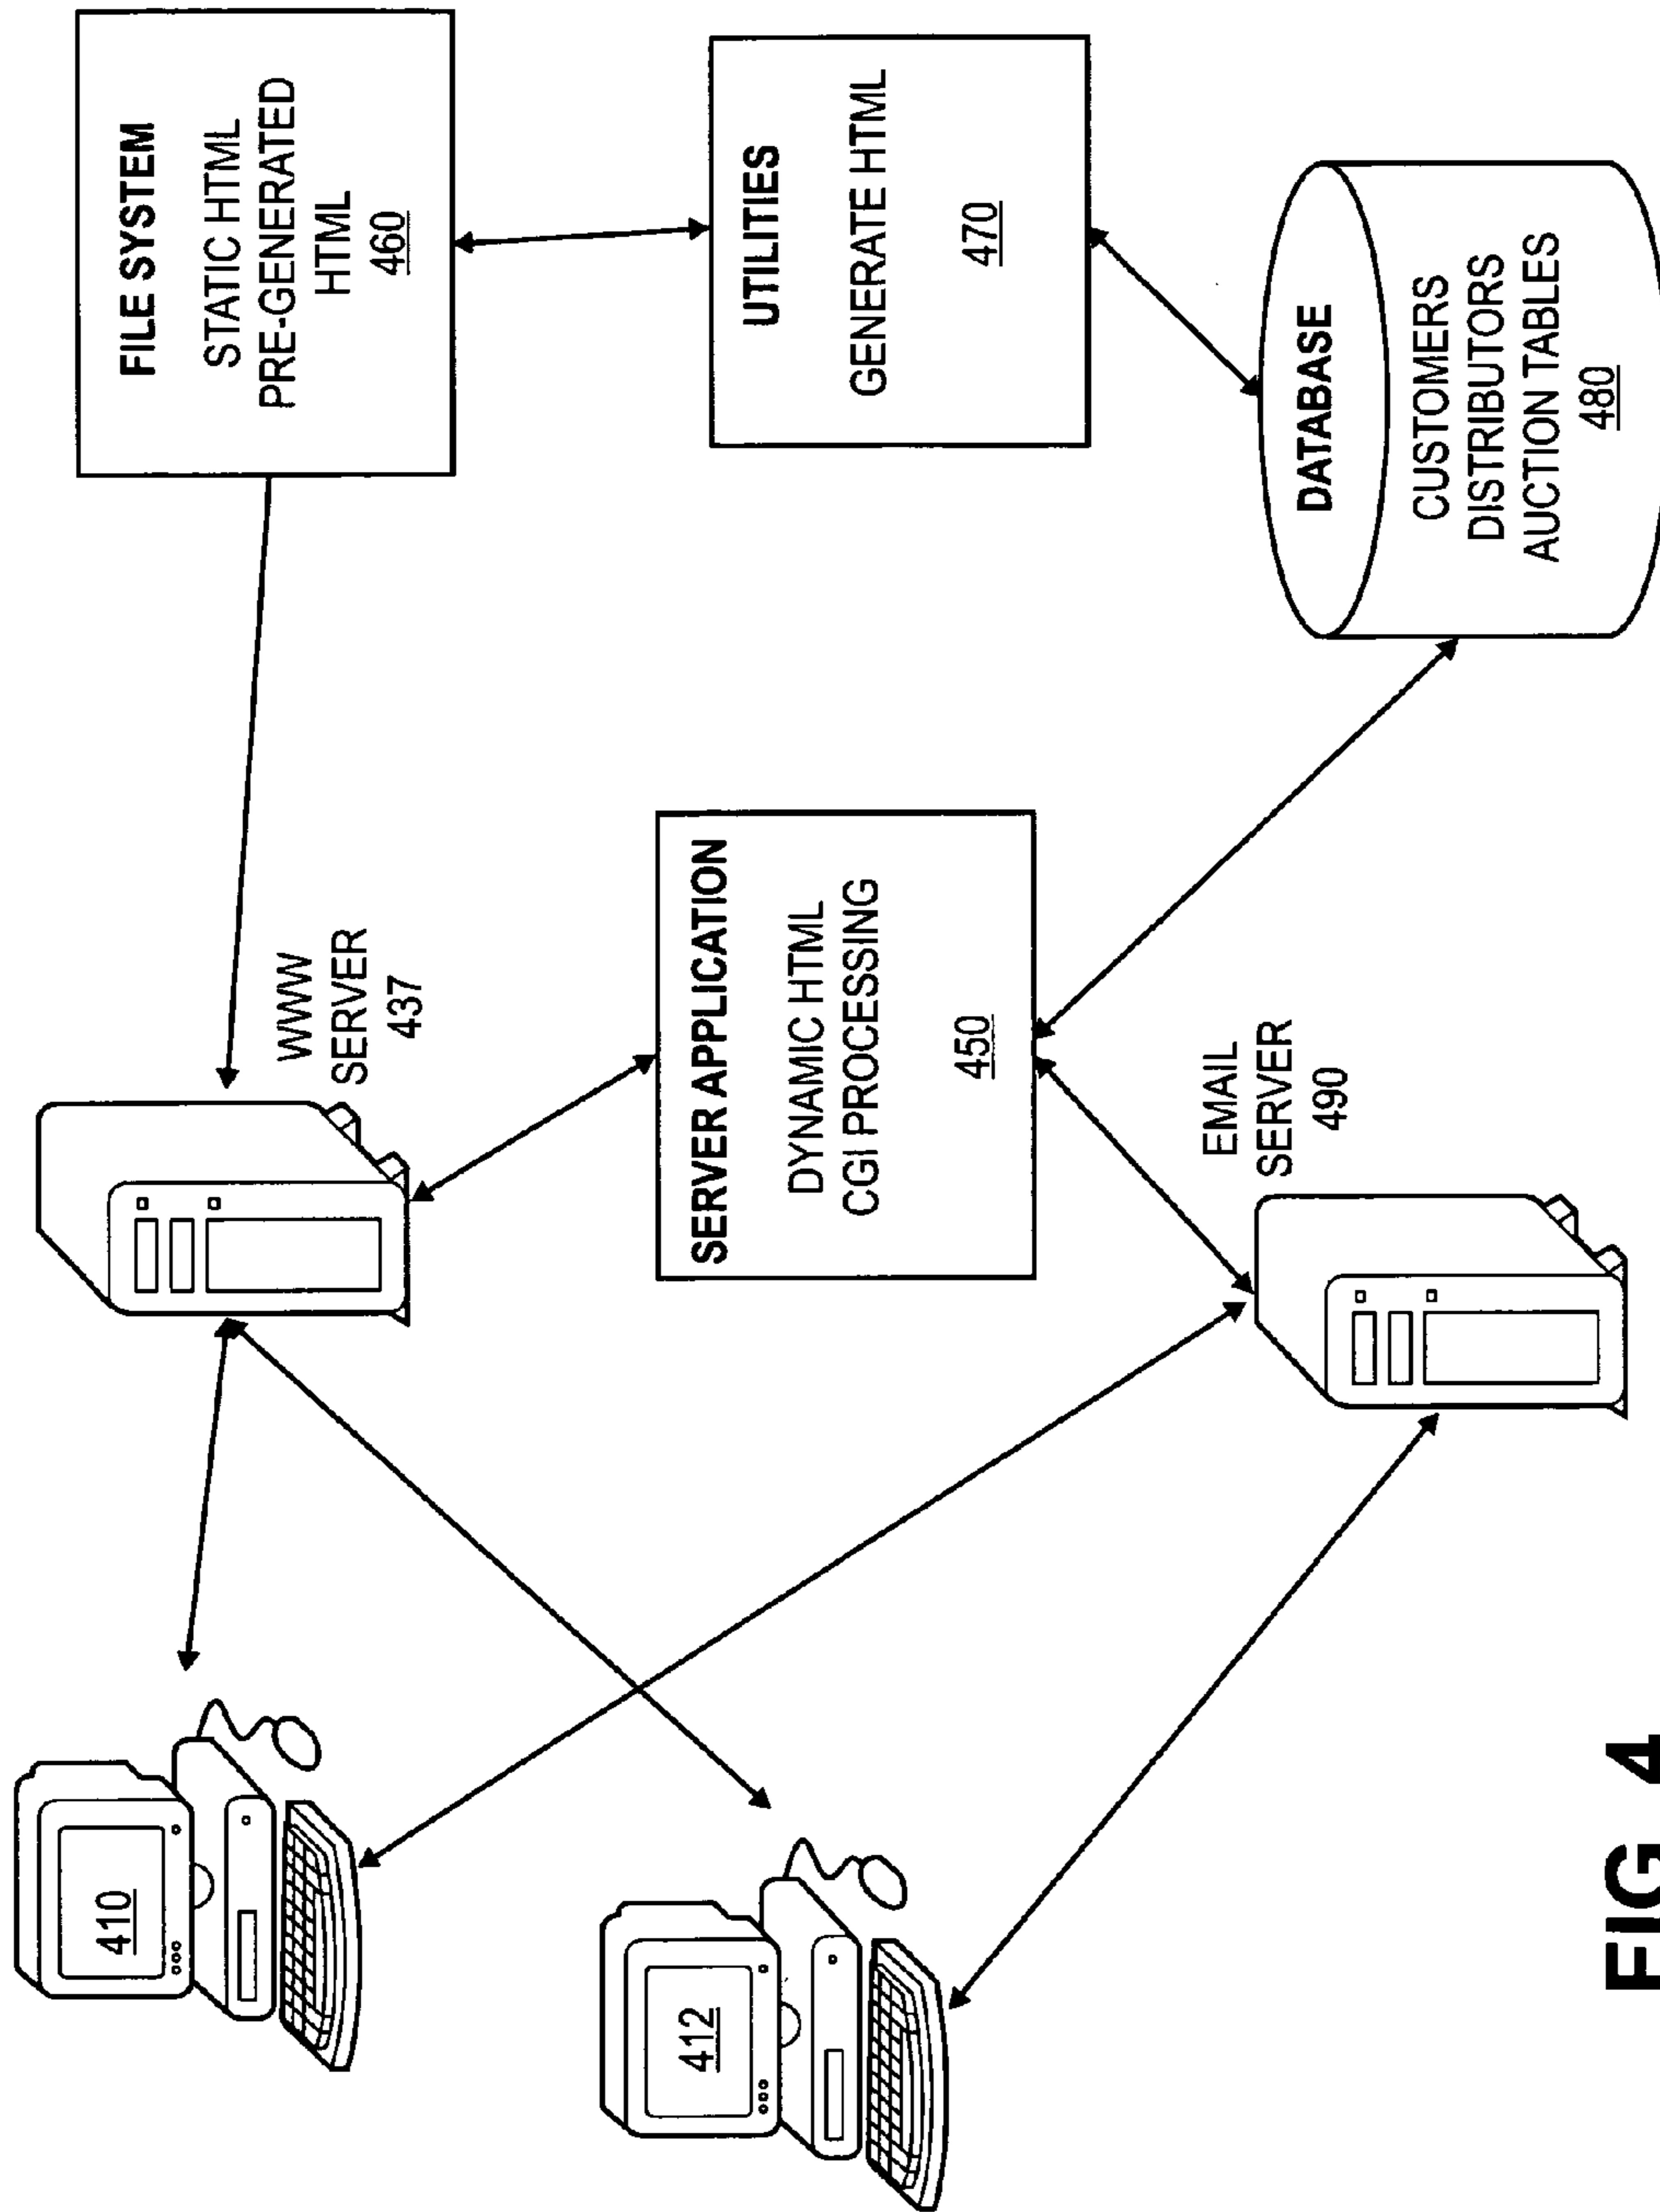 410
412
WWW
SERVER
437
SERVER APPLICATION
DYNAMIC HTML
CGI PROCESSING
450
EMAIL
SERVER
490
FILE SYSTEM
STATIC HTML
PRE-GENERATED
HTML
460
UTILITIES
GENERATE HTML
470
DATABASE
CUSTOMERS
DISTRIBUTORS
AUCTION TABLES
480
FIG 4